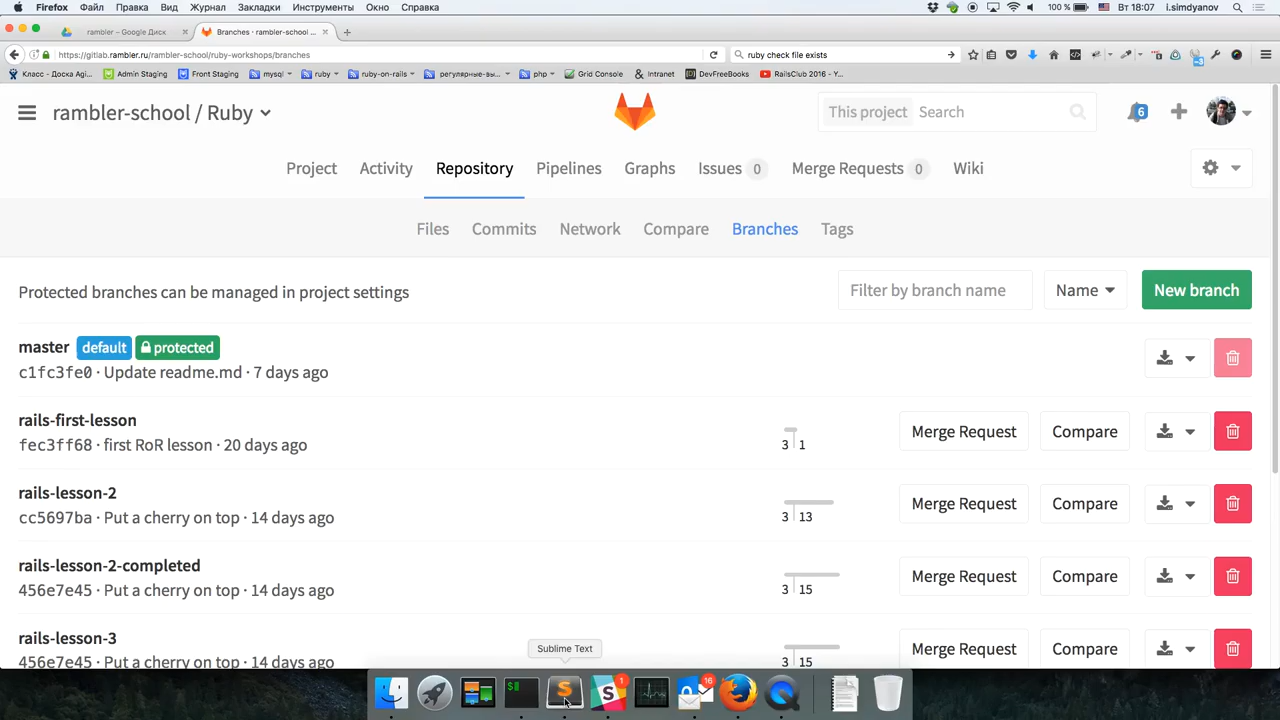 Firefox Файл Правка Вид Журнал Закладки Инструменты Окно Справка 100 % Вт 18:07 i.simdyanov
rambler – Google Диск Branches · rambler-school ...
https://gitlab.rambler.ru/rambler-school/ruby-workshops/branches ruby check file exists
Класс - Доска Agi... Admin Staging Front Staging mysql ruby ruby-on-rails регулярные-вы... php Grid Console Intranet DevFreeBooks RailsClub 2016 - Y...
rambler-school / Ruby This project Search 6
Project Activity Repository Pipelines Graphs Issues 0 Merge Requests 0 Wiki
Files Commits Network Compare Branches Tags
Protected branches can be managed in project settings Filter by branch name Name New branch
master default protected
c1fc3fe0 · Update readme.md · 7 days ago
rails-first-lesson
fec3ff68 · first RoR lesson · 20 days ago 3 1 Merge Request Compare
rails-lesson-2
cc5697ba · Put a cherry on top · 14 days ago 3 13 Merge Request Compare
rails-lesson-2-completed
456e7e45 · Put a cherry on top · 14 days ago 3 15 Merge Request Compare
rails-lesson-3
456e7e45 · Put a cherry on top · 14 days ago 3 15 Merge Request Compare
Sublime Text
1 16